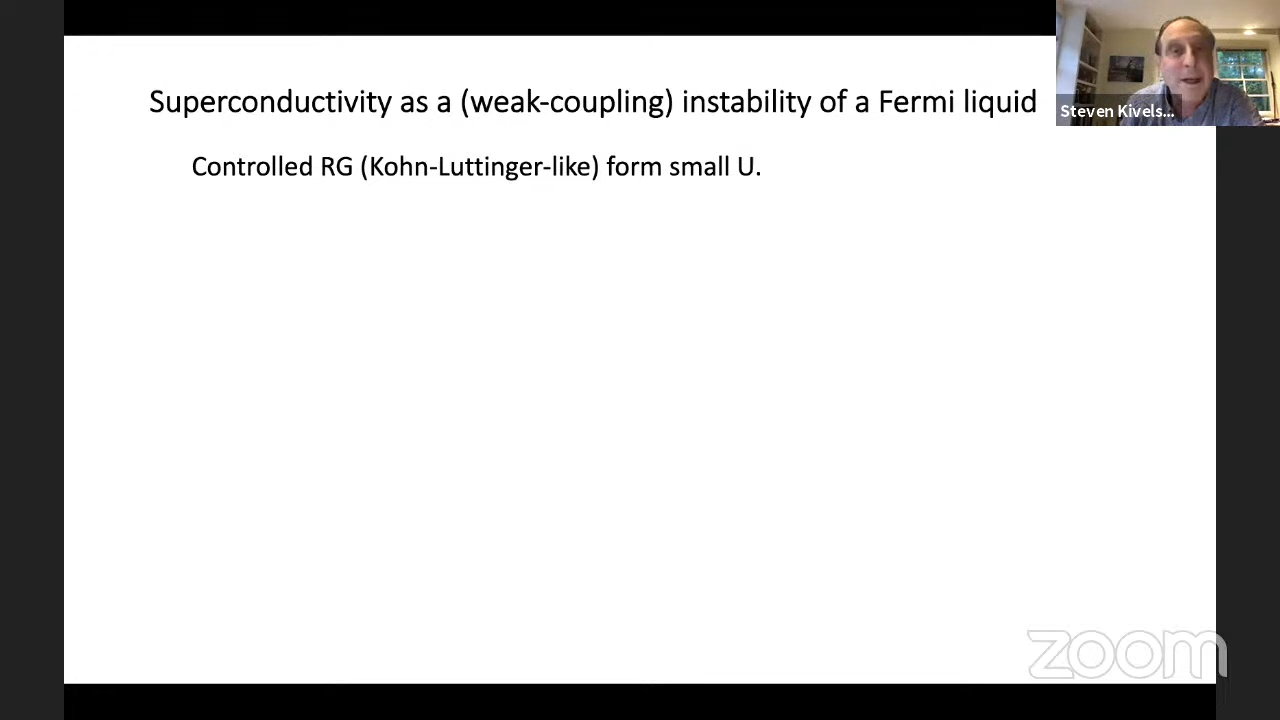 Superconductivity as a (weak-coupling) instability of a Fermi liquid
Steven Kivels...
Controlled RG (Kohn-Luttinger-like) form small U.
zoom